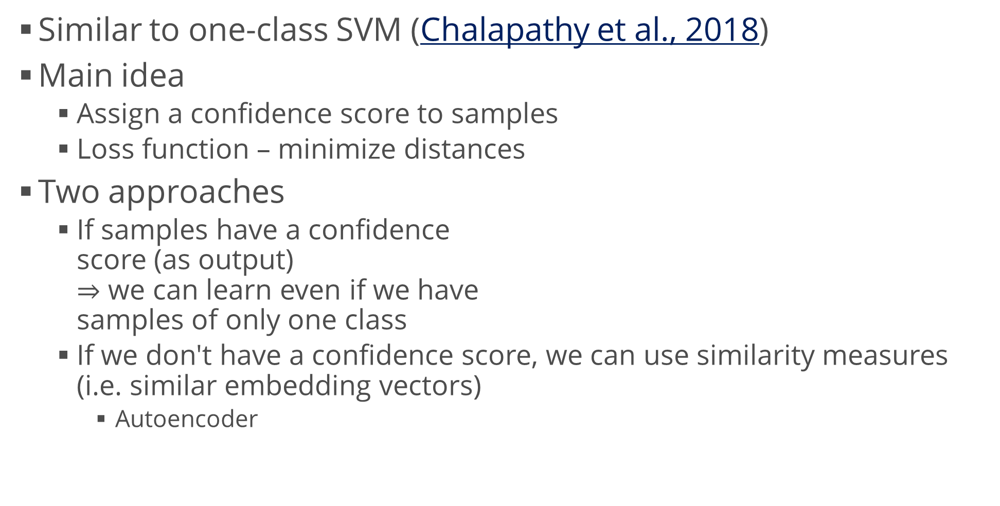 ▪ Similar to one-class SVM (Chalapathy et al., 2018)
▪ Main idea
▪ Assign a confidence score to samples
▪ Loss function – minimize distances
▪ Two approaches
▪ If samples have a confidence
score (as output)
⇒ we can learn even if we have
samples of only one class
▪ If we don't have a confidence score, we can use similarity measures
(i.e. similar embedding vectors)
▪ Autoencoder